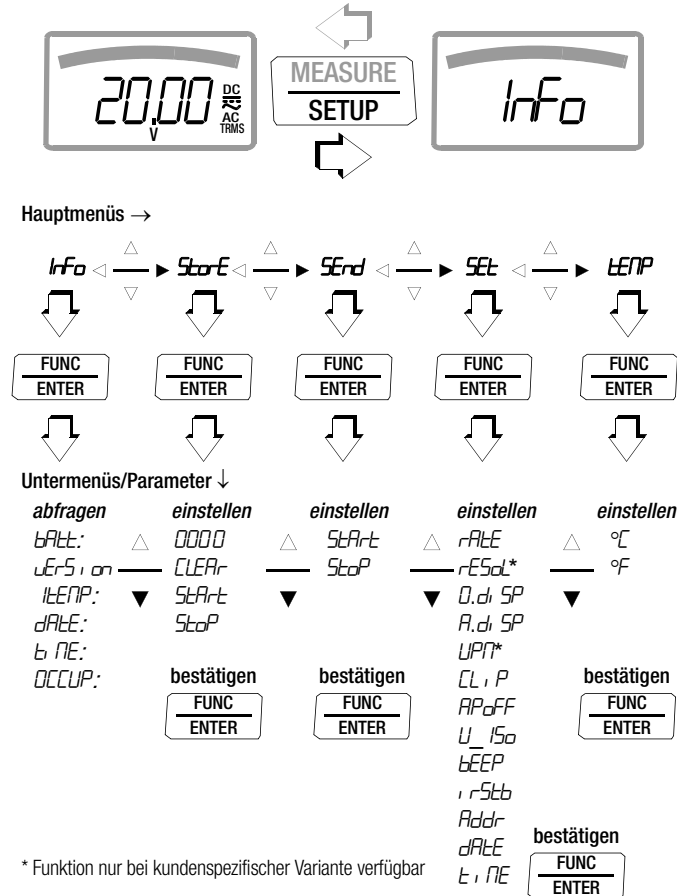 20.00 DC
AC
TRMS
V
MEASURE
SETUP
InFo
Hauptmenüs →
InFo StorE SEnd SEt tEMP
FUNC FUNC FUNC FUNC FUNC
ENTER ENTER ENTER ENTER ENTER
Untermenüs/Parameter ↓
abfragen einstellen einstellen einstellen einstellen
bAtt: 0000 StArt rAtE °C
vErSion CLEAr StoP rESoL* °F
ItEMP: StArt 0.diSP
dAtE: StoP A.diSP
tiME: UPM*
OCCUP: bestätigen bestätigen CLiP bestätigen
FUNC FUNC APoFF FUNC
ENTER ENTER U_ISo ENTER
bEEP
irStb
Addr
dAtE bestätigen
tiME FUNC
ENTER
* Funktion nur bei kundenspezifischer Variante verfügbar